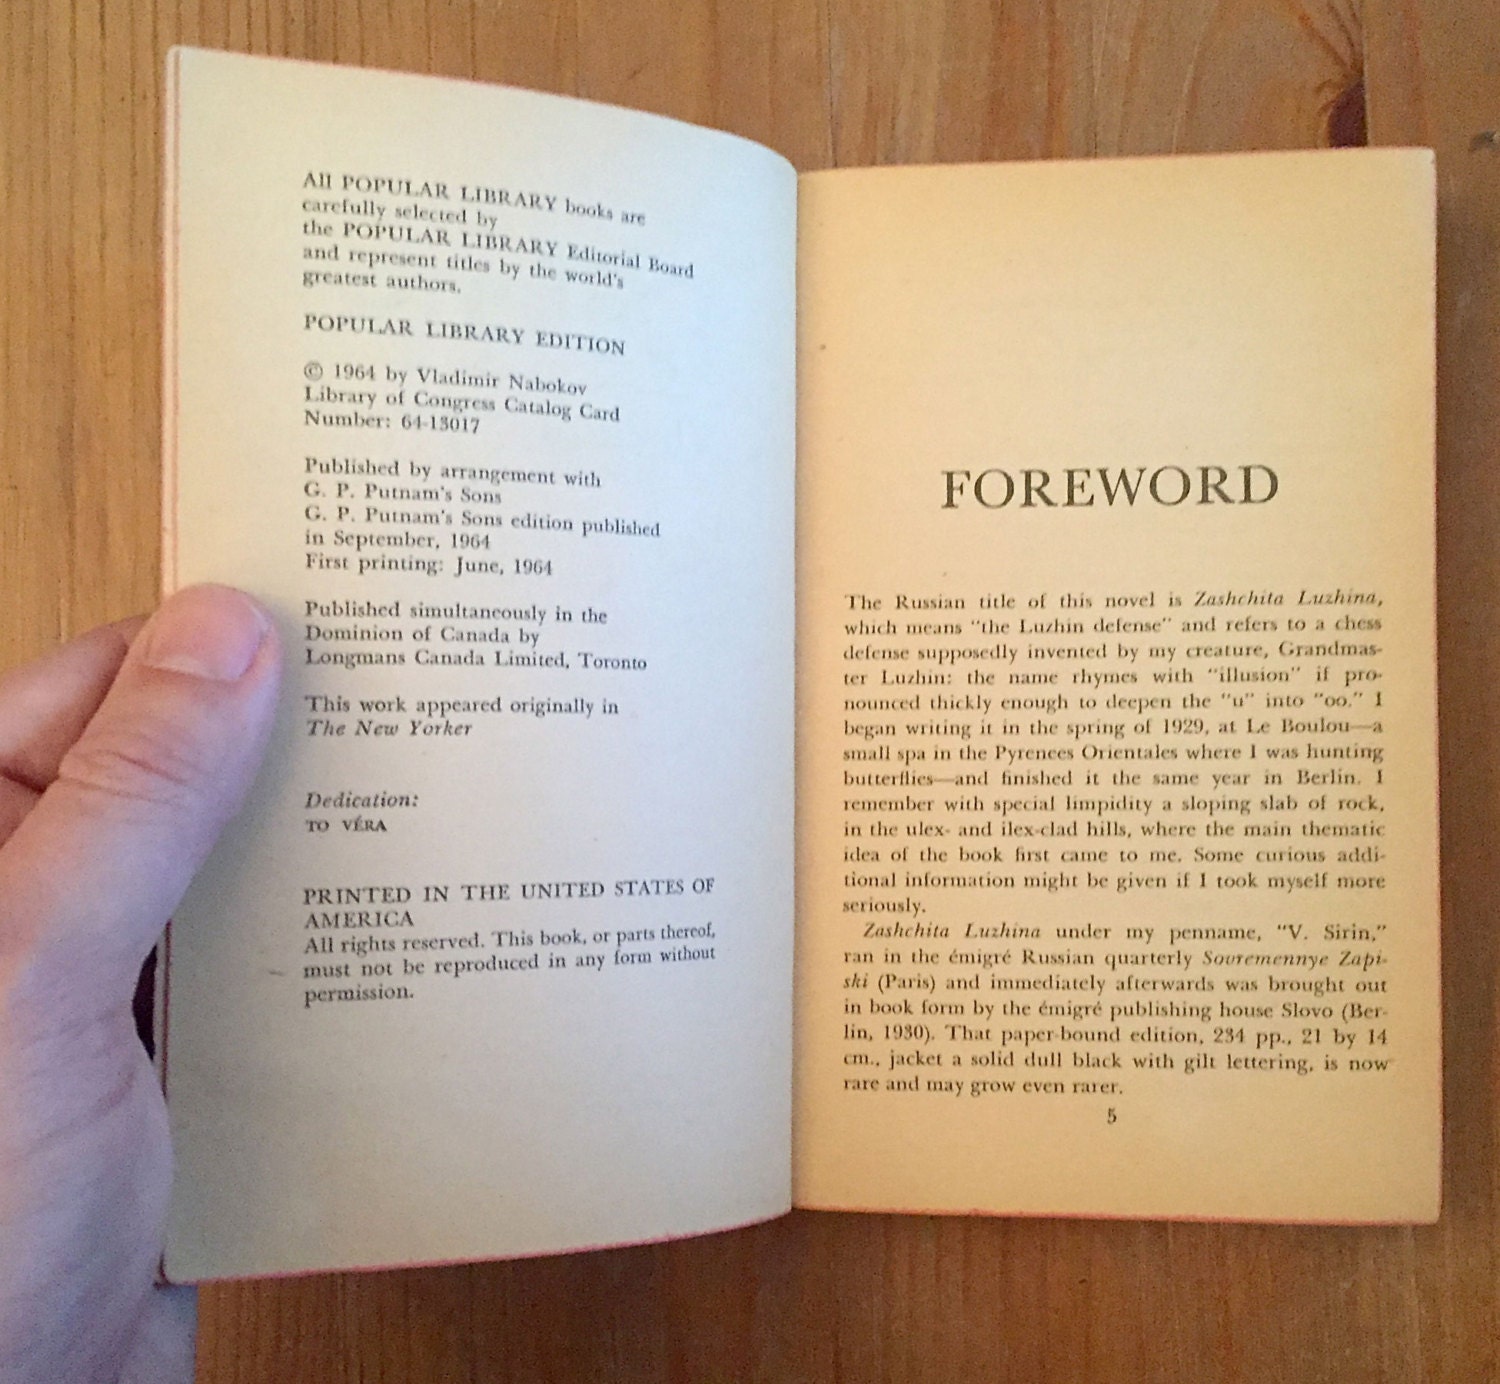 All POPULAR LIBRARY books are
carefully selected by
the POPULAR LIBRARY Editorial Board
and represent titles by the world's
greatest authors.
POPULAR LIBRARY EDITION
© 1964 by Vladimir Nabokov
Library of Congress Catalog Card
Number: 64-13017
Published by arrangement with
G. P. Putnam's Sons
G. P. Putnam's Sons edition published
in September, 1964
First printing: June, 1964
Published simultaneously in the
Dominion of Canada by
Longmans Canada Limited, Toronto
This work appeared originally in
The New Yorker
Dedication:
TO VÉRA
PRINTED IN THE UNITED STATES OF
AMERICA
All rights reserved. This book, or parts thereof,
must not be reproduced in any form without
permission.
FOREWORD
The Russian title of this novel is Zashchita Luzhina,
which means "the Luzhin defense" and refers to a chess
defense supposedly invented by my creature, Grandmas-
ter Luzhin: the name rhymes with "illusion" if pro-
nounced thickly enough to deepen the "u" into "oo." I
began writing it in the spring of 1929, at Le Boulou—a
small spa in the Pyrenees Orientales where I was hunting
butterflies—and finished it the same year in Berlin. I
remember with special limpidity a sloping slab of rock,
in the ulex- and ilex-clad hills, where the main thematic
idea of the book first came to me. Some curious addi-
tional information might be given if I took myself more
seriously.
Zashchita Luzhina under my penname, "V. Sirin,"
ran in the émigré Russian quarterly Sovremennye Zapi-
ski (Paris) and immediately afterwards was brought out
in book form by the émigré publishing house Slovo (Ber-
lin, 1930). That paper-bound edition, 234 pp., 21 by 14
cm., jacket a solid dull black with gilt lettering, is now
rare and may grow even rarer.
5